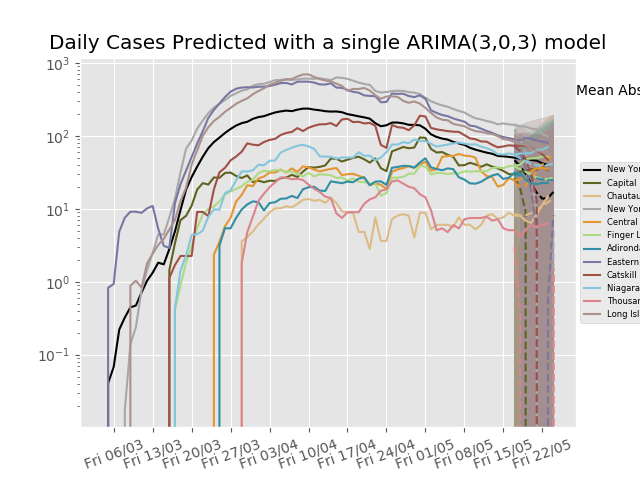 Daily Cases Predicted with a single ARIMA(3,0,3) model
Mean Abs
10³
10²
10¹
10⁰
10⁻¹
New Yor
Capital
Chautau
New Yor
Central
Finger L
Adironda
Eastern
Catskill
Niagara
Thousan
Long Isl
Fri 06/03
Fri 13/03
Fri 20/03
Fri 27/03
Fri 03/04
Fri 10/04
Fri 17/04
Fri 24/04
Fri 01/05
Fri 08/05
Fri 15/05
Fri 22/05